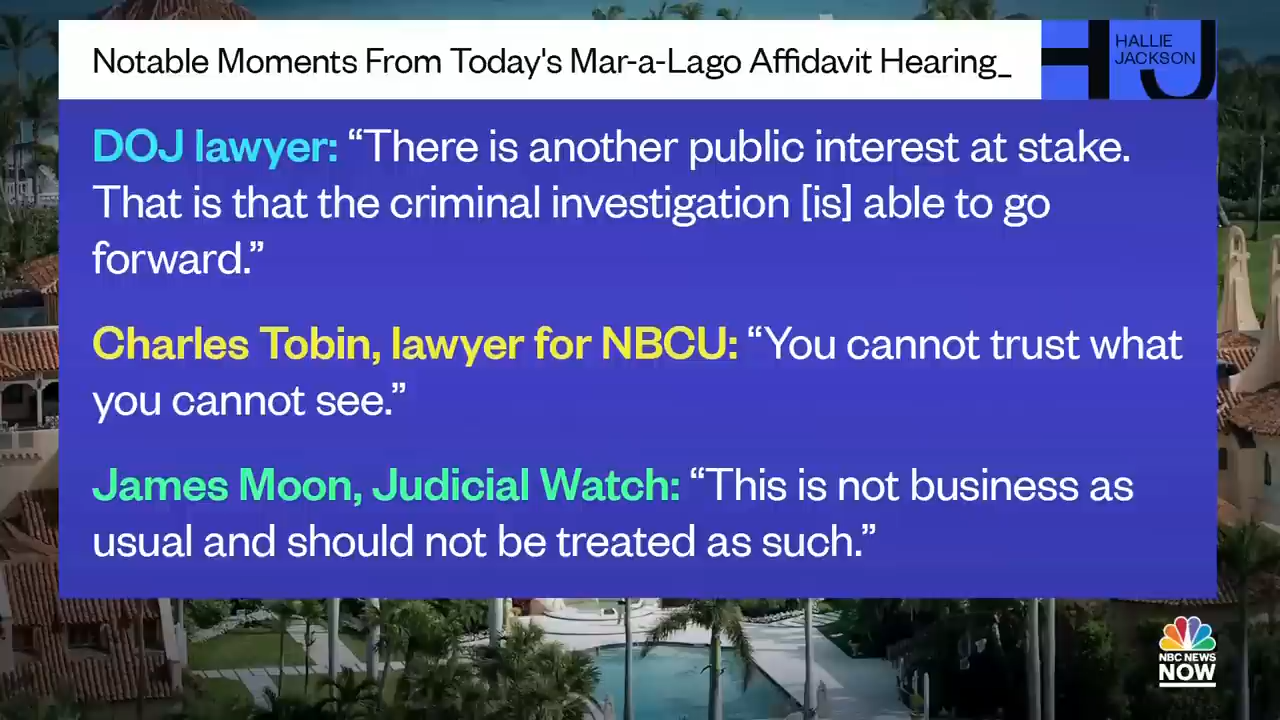 Notable Moments From Today's Mar-a-Lago Affidavit Hearing_
HALLIE
JACKSON
HJ
DOJ lawyer: “There is another public interest at stake.
That is that the criminal investigation [is] able to go
forward.”
Charles Tobin, lawyer for NBCU: “You cannot trust what
you cannot see.”
James Moon, Judicial Watch: “This is not business as
usual and should not be treated as such.”
NBC NEWS
NOW